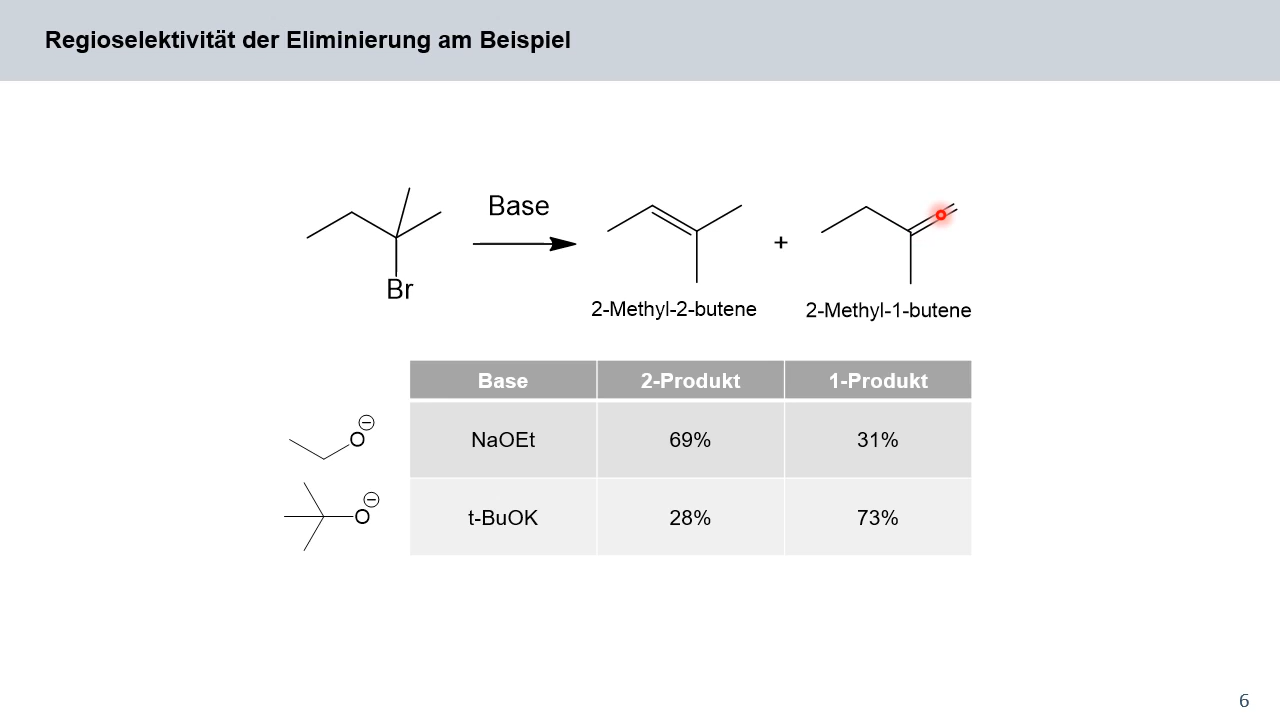 Regioselektivität der Eliminierung am Beispiel
Base
Br
+
2-Methyl-2-butene
2-Methyl-1-butene
Base 2-Produkt 1-Produkt
O⊖ NaOEt 69% 31%
O⊖ t-BuOK 28% 73%
6